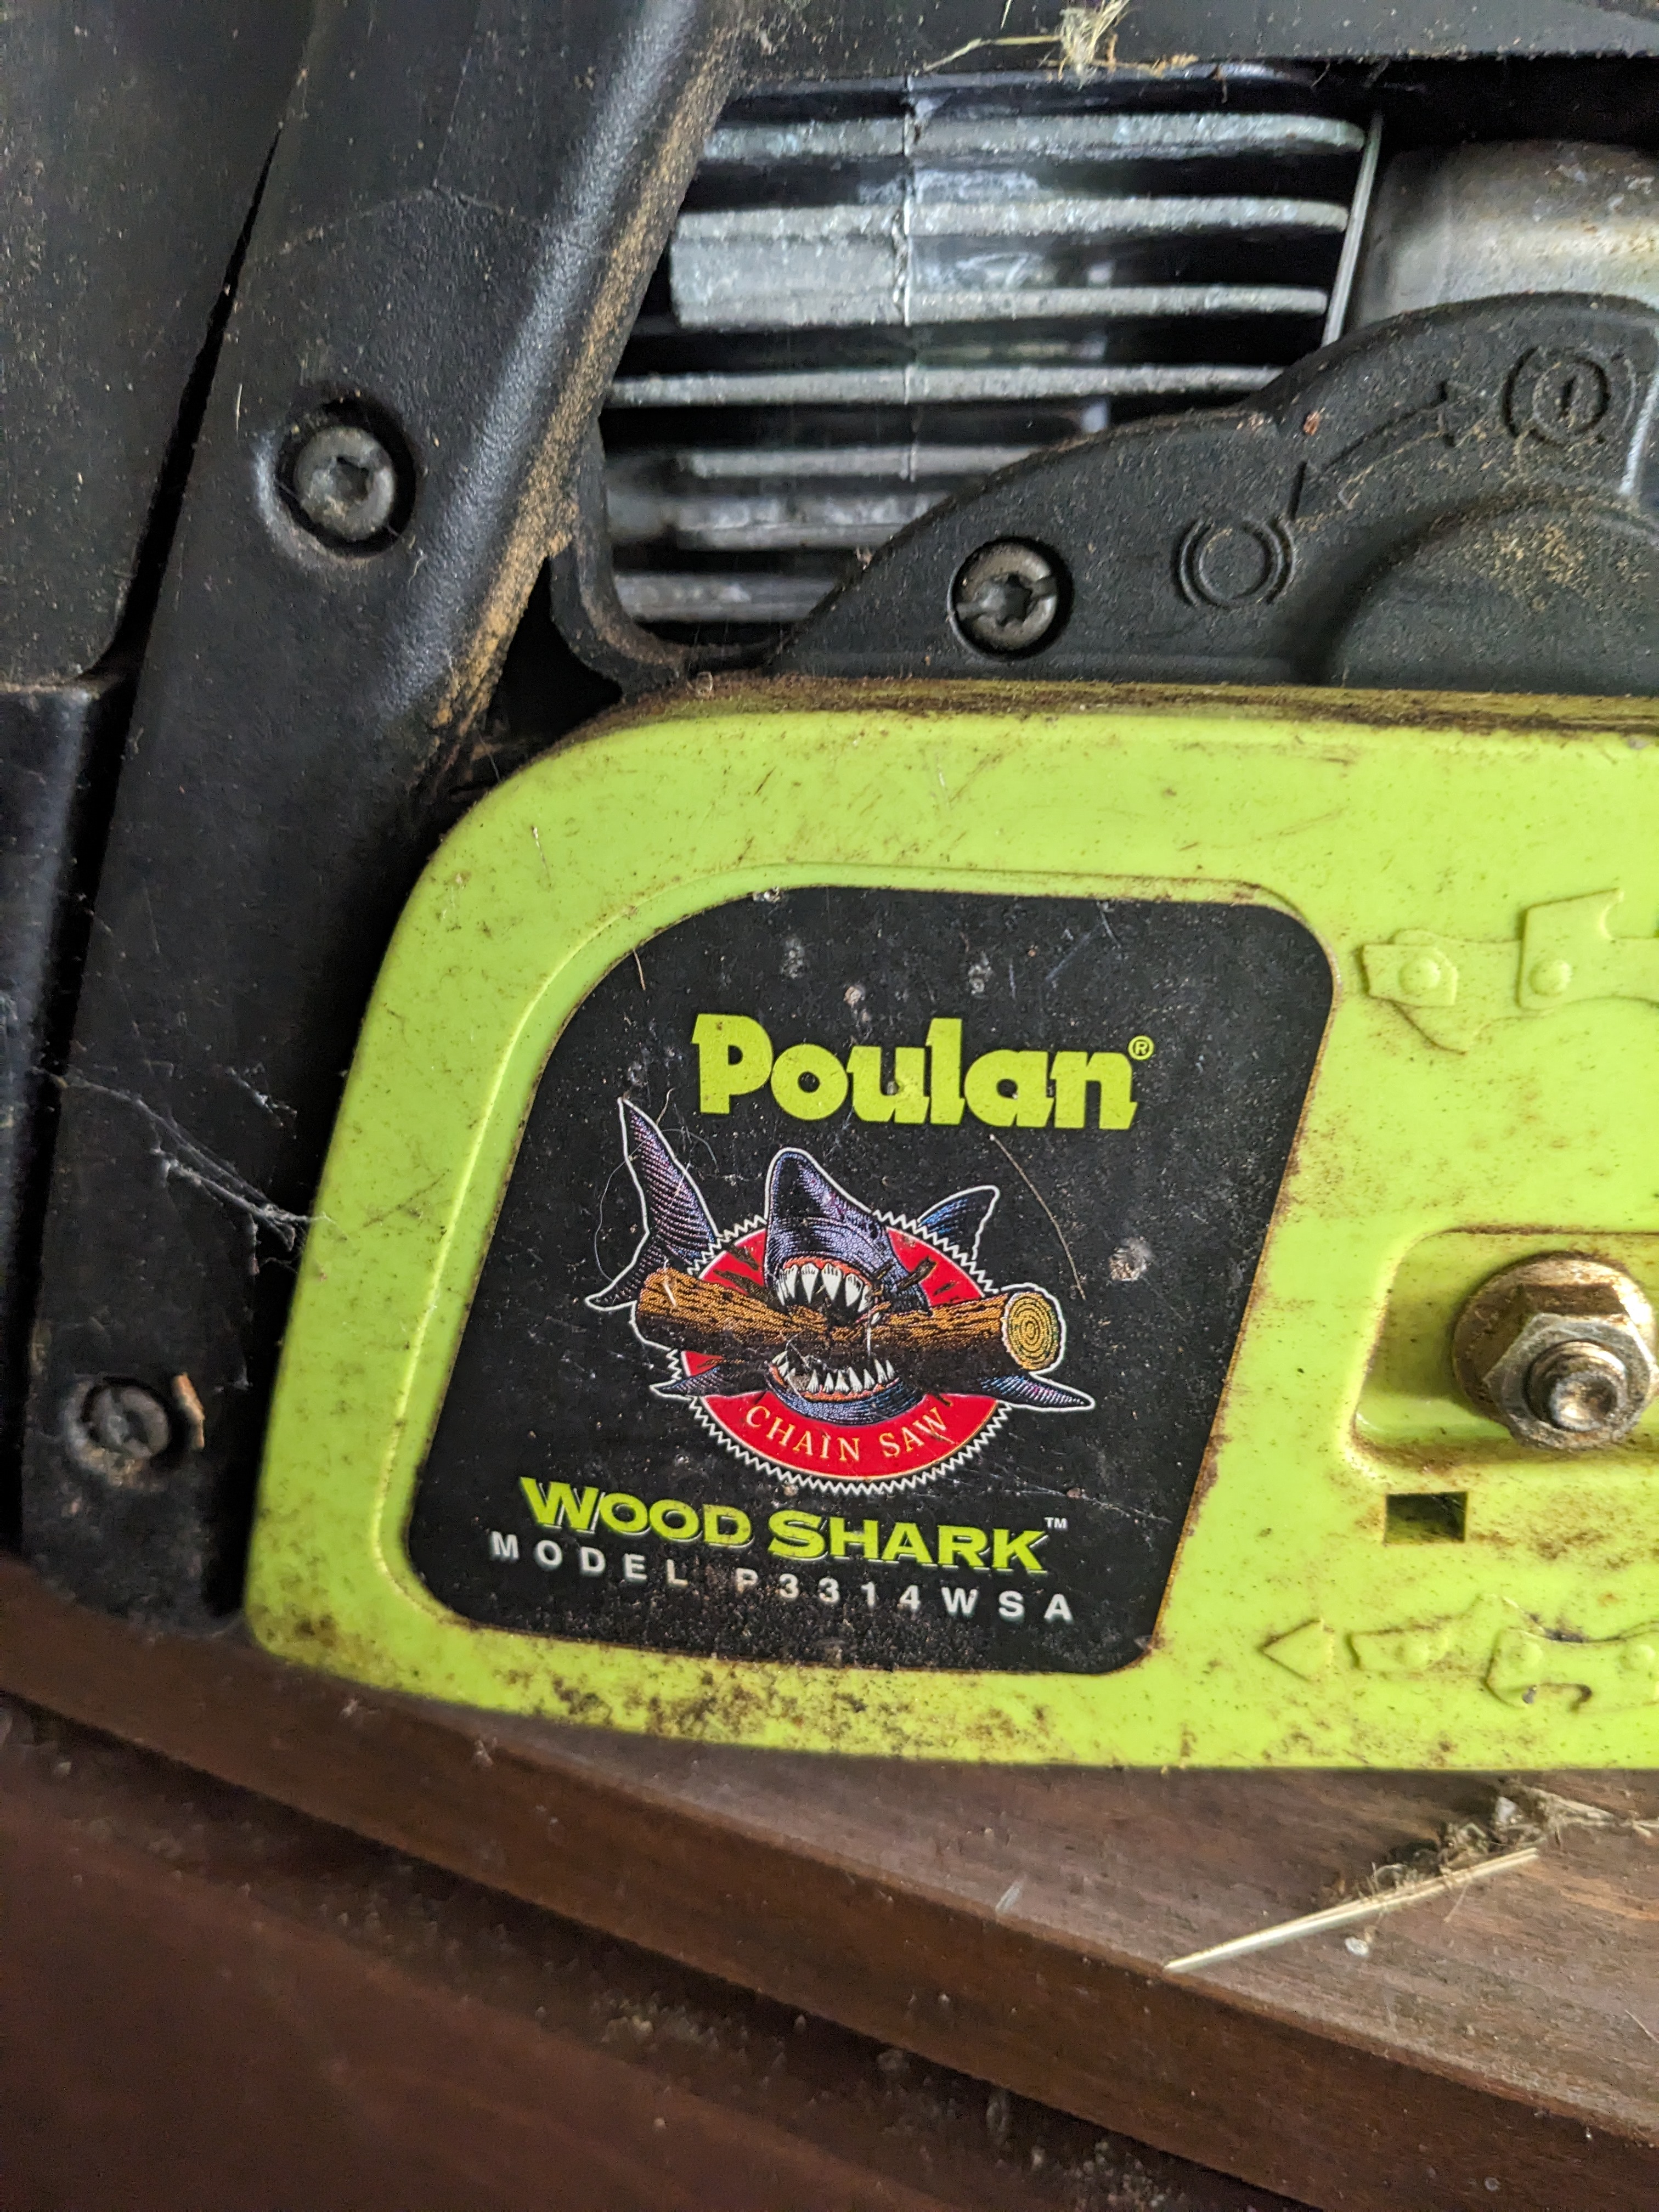 Poulan®
CHAIN SAW
WOOD SHARK™
MODEL P3314WSA